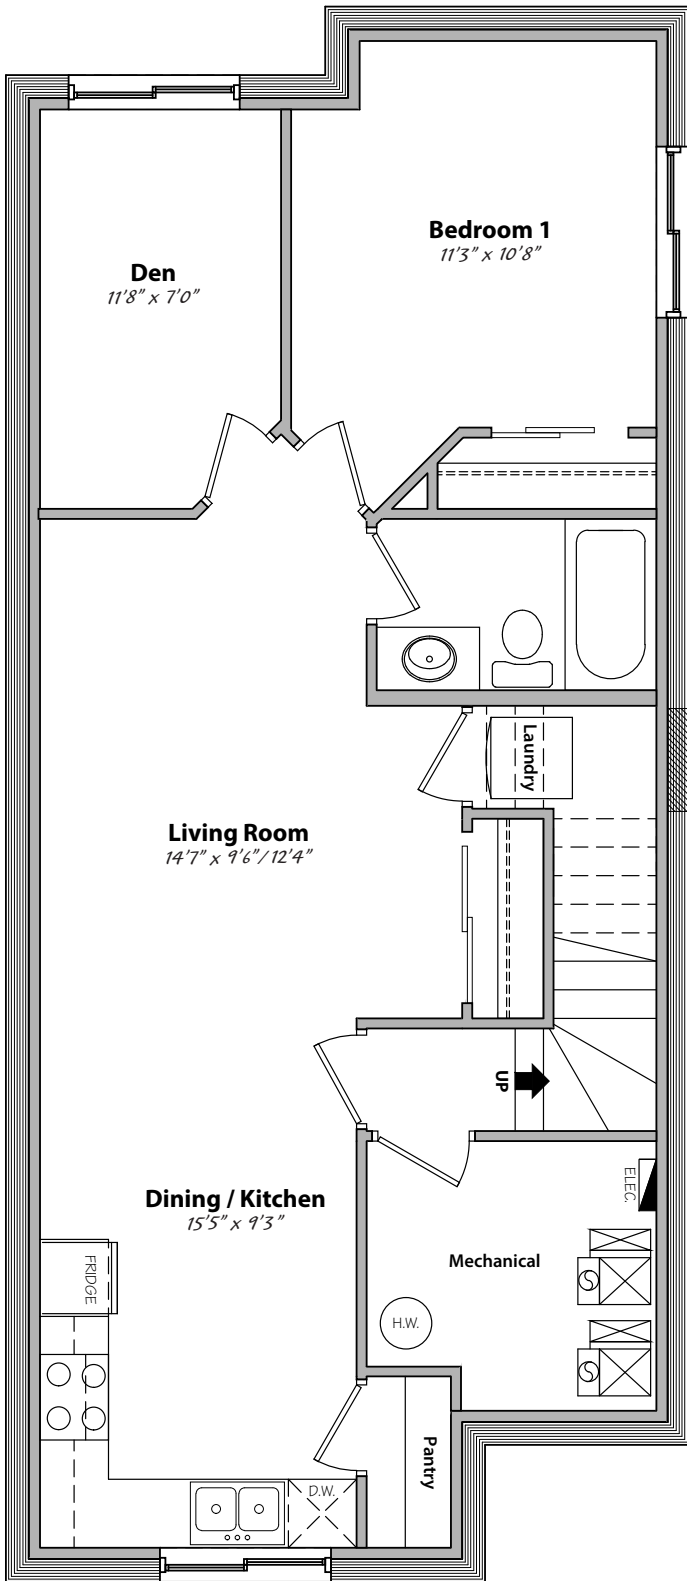 Bedroom 1
11'3" x 10'8"
Den
11'8" x 7'0"
Laundry
Living Room
14'7" x 9'6"/12'4"
UP
Dining / Kitchen
15'5" x 9'3"
ELEC.
Mechanical
FRIDGE
H.W.
Pantry
D.W.